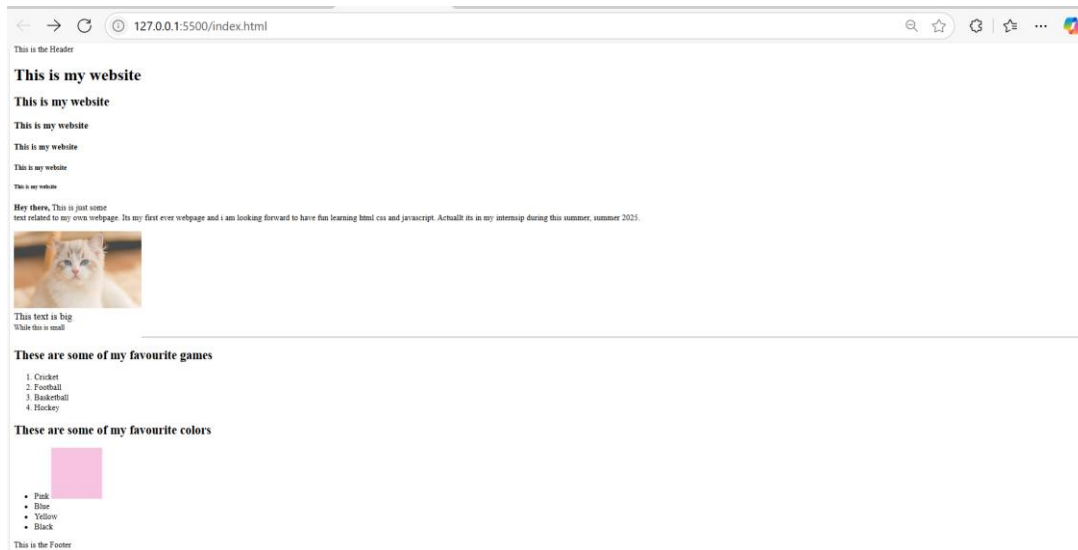 127.0.0.1:5500/index.html
This is the Header
This is my website
This is my website
This is my website
This is my website
This is my website
This is my website
Hey there, This is just some
text related to my own webpage. Its my first ever webpage and i am looking forward to have fun learning html css and javascript. Actuallt its in my internsip during this summer, summer 2025.
This text is big
While this is small
These are some of my favourite games
1. Cricket
2. Football
3. Basketball
4. Hockey
These are some of my favourite colors
• Pink
• Blue
• Yellow
• Black
This is the Footer